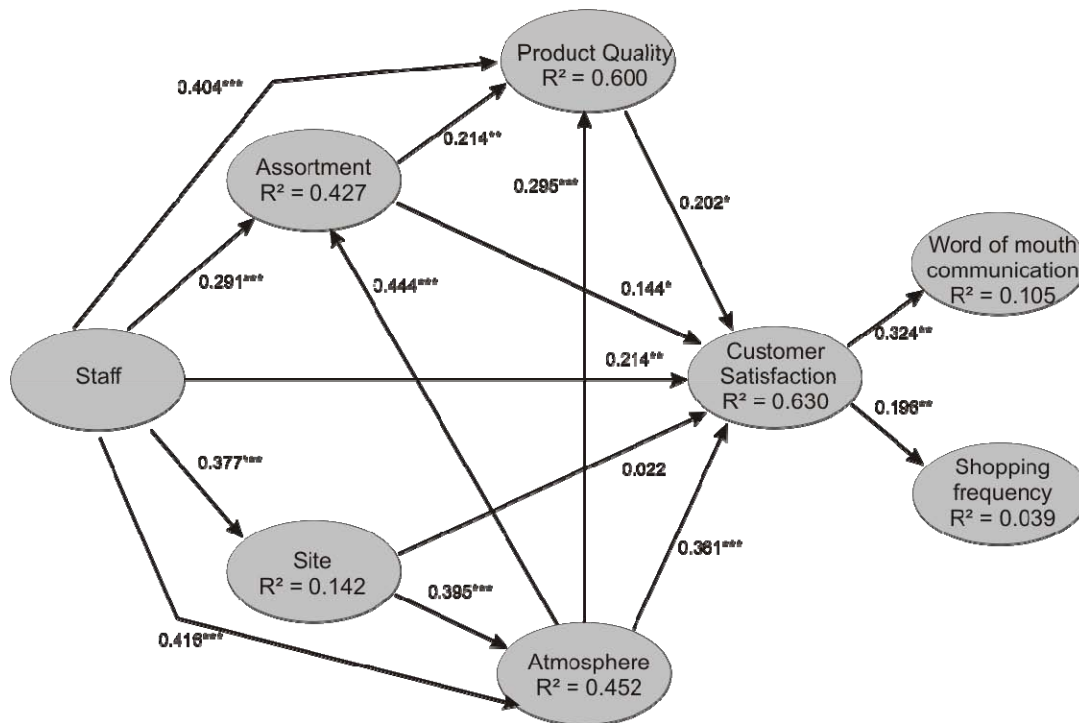 Product Quality
R² = 0.600
0.404***
0.214**
Assortment
R² = 0.427
0.295***
0.202*
Word of mouth
communication
R² = 0.105
0.291***
0.444***
0.144*
0.324**
Staff
0.214**
Customer
Satisfaction
R² = 0.630
0.196**
0.377***
0.022
Shopping
frequency
R² = 0.039
Site
R² = 0.142
0.361***
0.395***
0.416***
Atmosphere
R² = 0.452